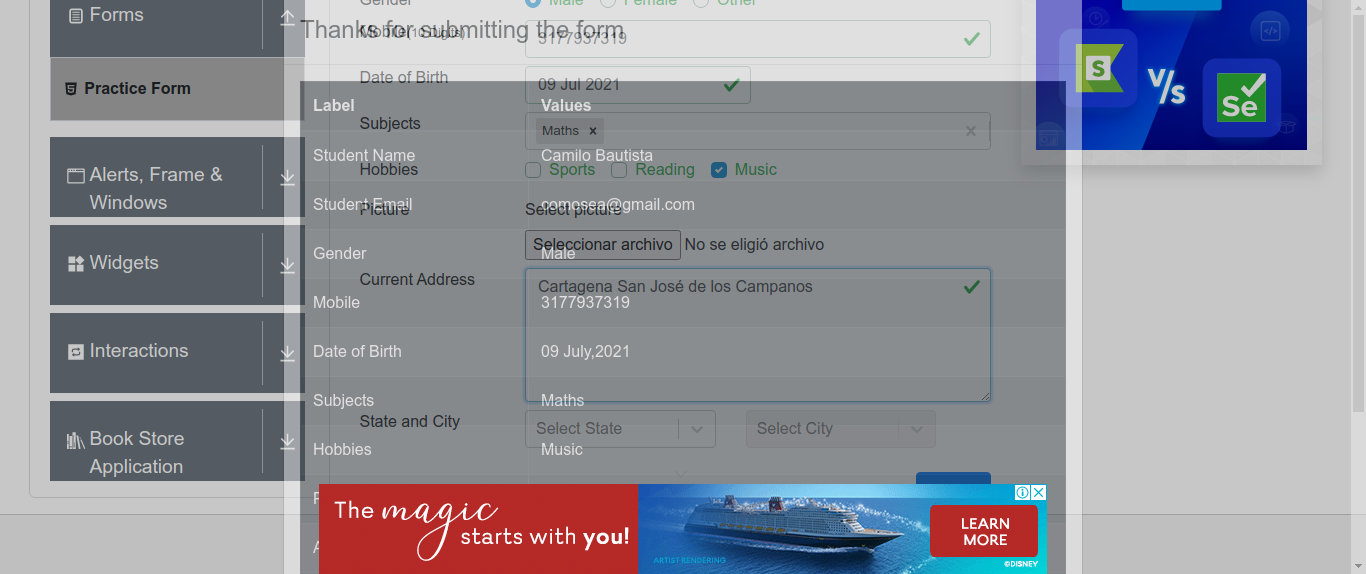 Forms
Practice Form
Alerts, Frame &
Windows
Widgets
Interactions
Book Store
Application
Gender
Male
Female
Other
Thanks for submitting the form
Mobile(10 Digits)
3177937319
Date of Birth
09 Jul 2021
Subjects
Maths ×
Hobbies
Sports
Reading
Music
Picture
Select picture
Seleccionar archivo No se eligió archivo
Current Address
Cartagena San José de los Campanos
State and City
Select State
Select City
Label Values
Student Name Camilo Bautista
Student Email comosea@gmail.com
Gender Male
Mobile 3177937319
Date of Birth 09 July,2021
Subjects Maths
Hobbies Music
S
V/s
Se
The magic
starts with you!
ARTIST RENDERING
LEARN
MORE
©DISNEY